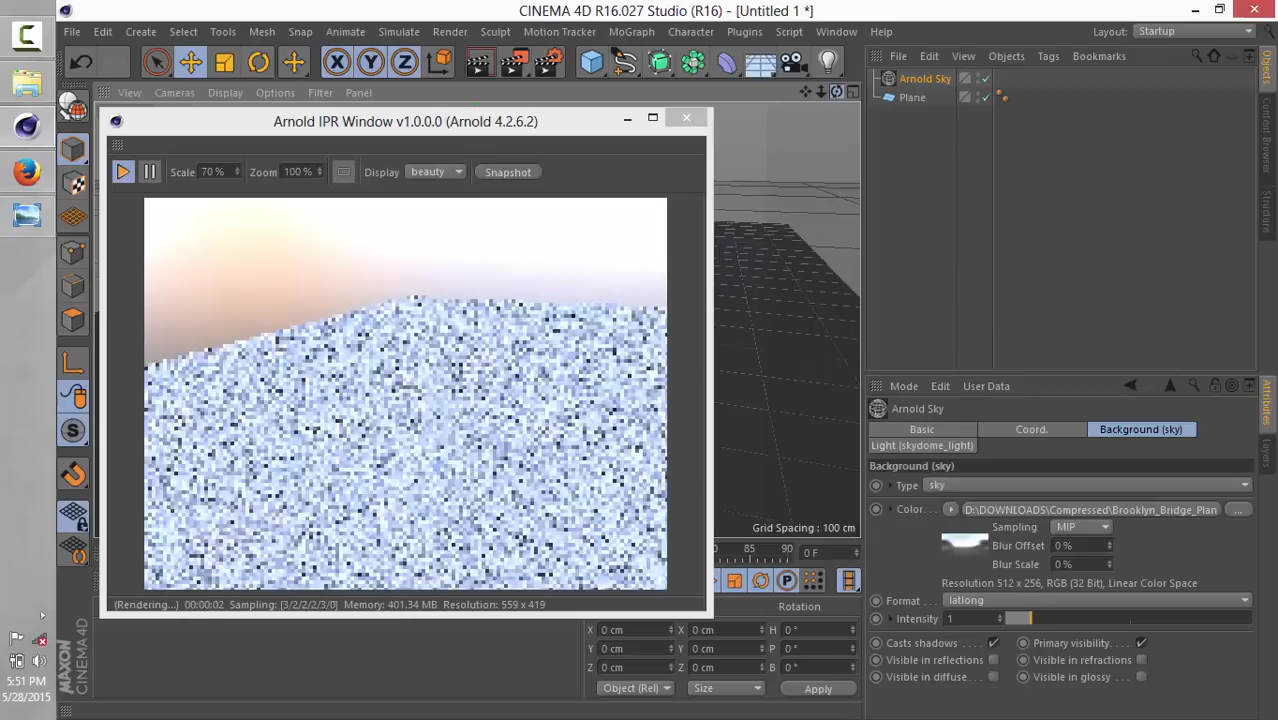 CINEMA 4D R16.027 Studio (R16) - [Untitled 1 *]
File Edit Create Select Tools Mesh Snap Animate Simulate Render Sculpt Motion Tracker MoGraph Character Plugins Script Window Help Layout: Startup
X Y Z
File Edit View Objects Tags Bookmarks
Arnold Sky
Plane
View Cameras Display Options Filter Panel
Arnold IPR Window v1.0.0.0 (Arnold 4.2.6.2)
Scale 70 % Zoom 100 % Display beauty Snapshot
(Rendering...) 00:00:02 Sampling: [3/2/2/2/3/0] Memory: 401.34 MB Resolution: 559 x 419
Grid Spacing : 100 cm
85 90 0 F
P
S
Rotation
X 0 cm X 0 cm H 0 °
Y 0 cm Y 0 cm P 0 °
Z 0 cm Z 0 cm B 0 °
Object (Rel) Size Apply
Objects
Content Browser
Structure
Attributes
Layers
Mode Edit User Data
Arnold Sky
Basic Coord. Background (sky)
Light (skydome_light)
Background (sky)
Type sky
Color... D:\DOWNLOADS\Compressed\Brooklyn_Bridge_Plan ...
Sampling MIP
Blur Offset 0 %
Blur Scale 0 %
Resolution 512 x 256, RGB (32 Bit), Linear Color Space
Format latlong
Intensity 1
Casts shadows Primary visibility
Visible in reflections Visible in refractions
Visible in diffuse Visible in glossy
MAXON
CINEMA 4D
5:51 PM
5/28/2015